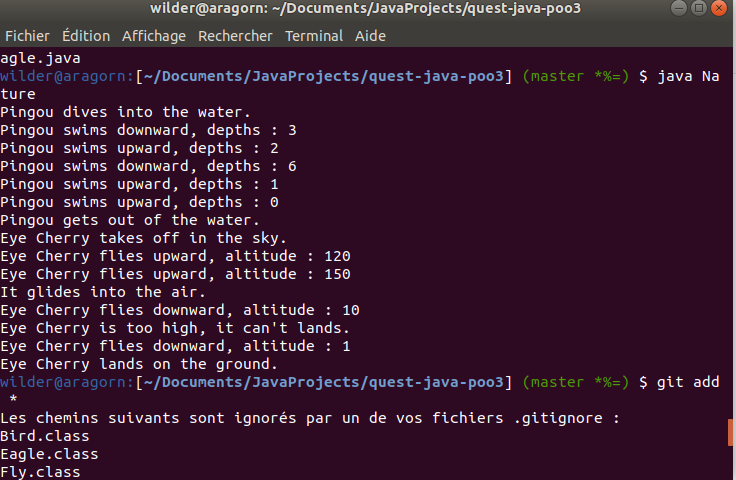 wilder@aragorn: ~/Documents/JavaProjects/quest-java-poo3
Fichier Édition Affichage Rechercher Terminal Aide
agle.java
wilder@aragorn:[~/Documents/JavaProjects/quest-java-poo3] (master *%=) $ java Na
ture
Pingou dives into the water.
Pingou swims downward, depths : 3
Pingou swims upward, depths : 2
Pingou swims downward, depths : 6
Pingou swims upward, depths : 1
Pingou swims upward, depths : 0
Pingou gets out of the water.
Eye Cherry takes off in the sky.
Eye Cherry flies upward, altitude : 120
Eye Cherry flies upward, altitude : 150
It glides into the air.
Eye Cherry flies downward, altitude : 10
Eye Cherry is too high, it can't lands.
Eye Cherry flies downward, altitude : 1
Eye Cherry lands on the ground.
wilder@aragorn:[~/Documents/JavaProjects/quest-java-poo3] (master *%=) $ git add
 *
Les chemins suivants sont ignorés par un de vos fichiers .gitignore :
Bird.class
Eagle.class
Fly.class